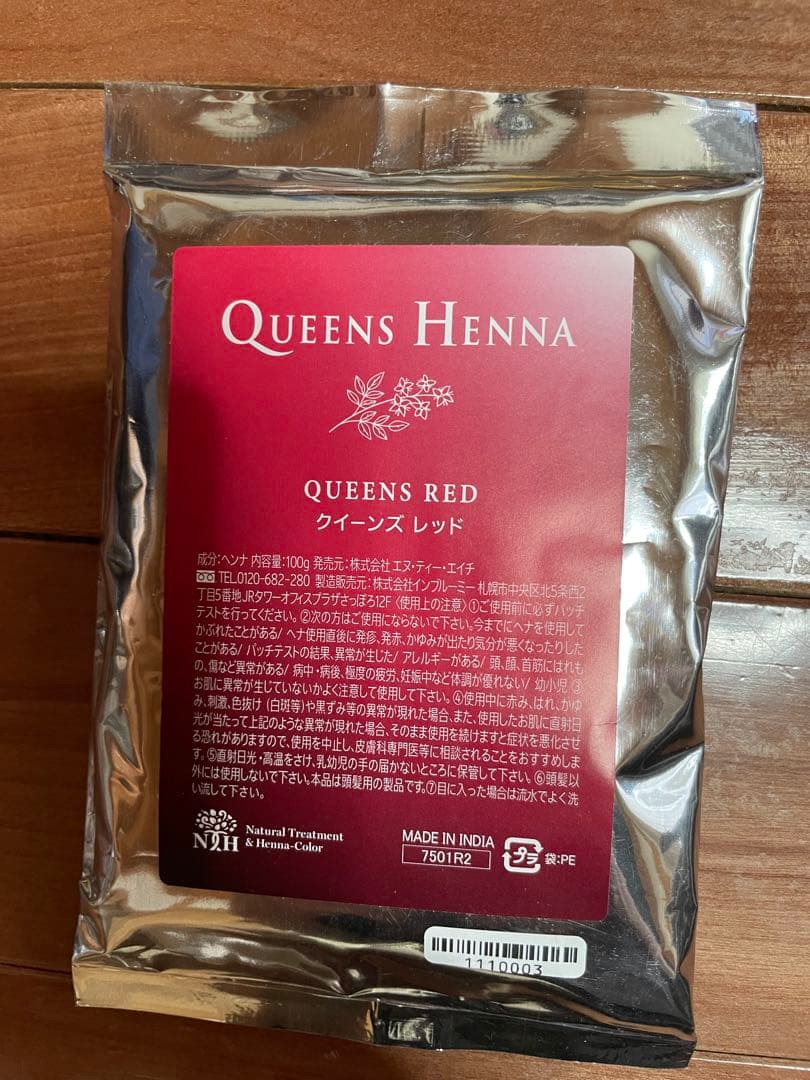 QUEENS HENNA
QUEENS RED
クイーンズ レッド
成分:ヘンナ 内容量:100g 発売元:株式会社 エヌ・ティー・エイチ
TEL.0120-682-280 製造販売元:株式会社インブルーミー 札幌市中央区北5条西2
丁目5番地 JRタワーオフィスプラザさっぽろ12F 〈使用上の注意〉①ご使用前に必ずパッチ
テストを行ってください。②次の方はご使用にならないで下さい。今までにヘナを使用して
かぶれたことがある/ ヘナ使用直後に発疹、発赤、かゆみが出たり気分が悪くなったりした
ことがある/ パッチテストの結果、異常が生じた/ アレルギーがある/ 頭、顔、首筋にはれも
の、傷など異常がある/ 病中・病後、極度の疲労、妊娠中など体調が優れない/ 幼小児 ③
お肌に異常が生じていないかよく注意して使用して下さい。④使用中に赤み、はれ、かゆ
み、刺激、色抜け (白斑等)や黒ずみ等の異常が現れた場合、また、使用したお肌に直射日
光が当たって上記のような異常が現れた場合、そのまま使用を続けますと症状を悪化させ
る恐れがありますので、使用を中止し、皮膚科専門医等に相談されることをおすすめしま
す。⑤直射日光・高温をさけ、乳幼児の手の届かないところに保管して下さい。⑥頭髪以
外には使用しないで下さい。本品は頭髪用の製品です。⑦目に入った場合は流水でよく洗
い流して下さい。
NTH Natural Treatment
& Henna-Color
MADE IN INDIA
7501R2
プラ 袋:PE
1110003